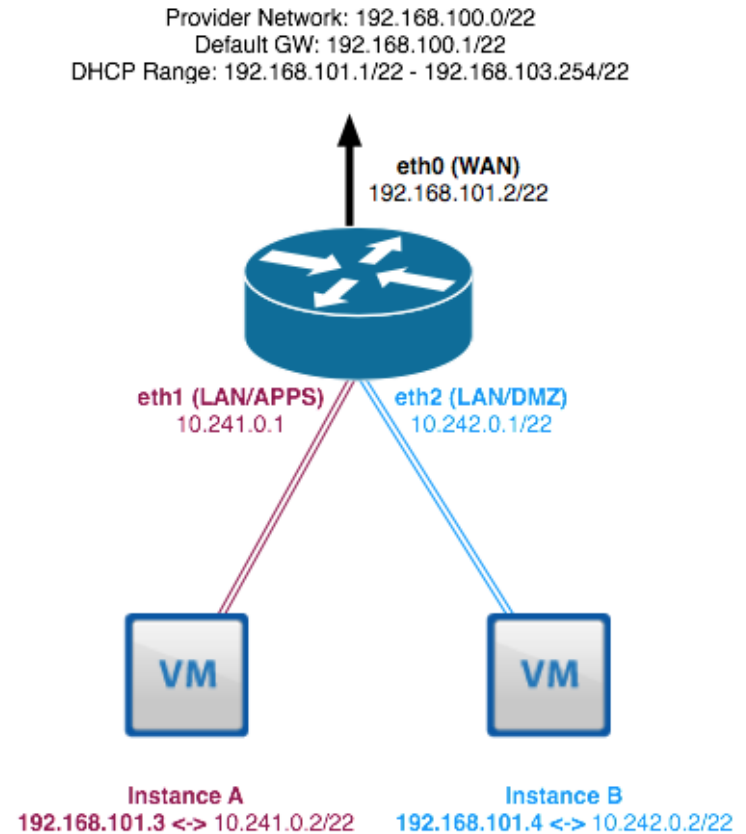 Provider Network: 192.168.100.0/22
Default GW: 192.168.100.1/22
DHCP Range: 192.168.101.1/22 - 192.168.103.254/22
eth0 (WAN)
192.168.101.2/22
eth1 (LAN/APPS)
10.241.0.1
eth2 (LAN/DMZ)
10.242.0.1/22
VM
VM
Instance A
192.168.101.3 <-> 10.241.0.2/22
Instance B
192.168.101.4 <-> 10.242.0.2/22